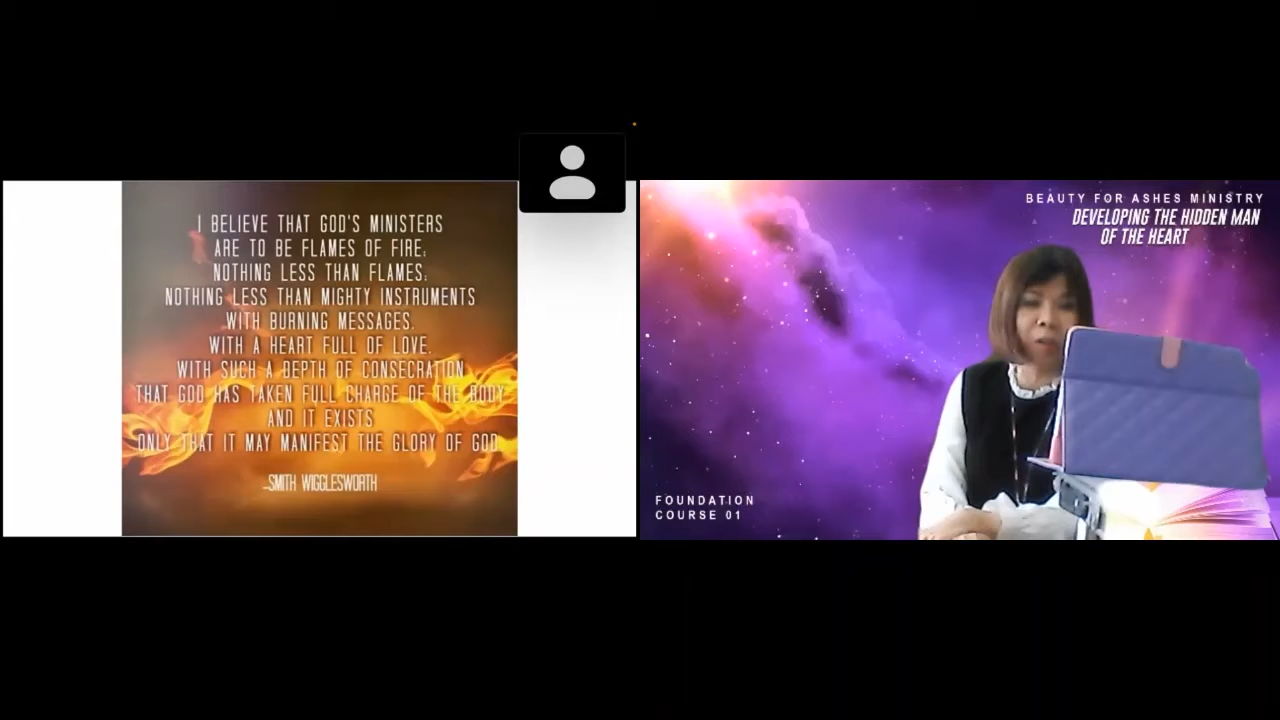 I BELIEVE THAT GOD'S MINISTERS
ARE TO BE FLAMES OF FIRE;
NOTHING LESS THAN FLAMES;
NOTHING LESS THAN MIGHTY INSTRUMENTS
WITH BURNING MESSAGES,
WITH A HEART FULL OF LOVE,
WITH SUCH A DEPTH OF CONSECRATION
THAT GOD HAS TAKEN FULL CHARGE OF THE BODY
AND IT EXISTS
ONLY THAT IT MAY MANIFEST THE GLORY OF GOD.
-SMITH WIGGLESWORTH
BEAUTY FOR ASHES MINISTRY
DEVELOPING THE HIDDEN MAN
OF THE HEART
FOUNDATION
COURSE 01